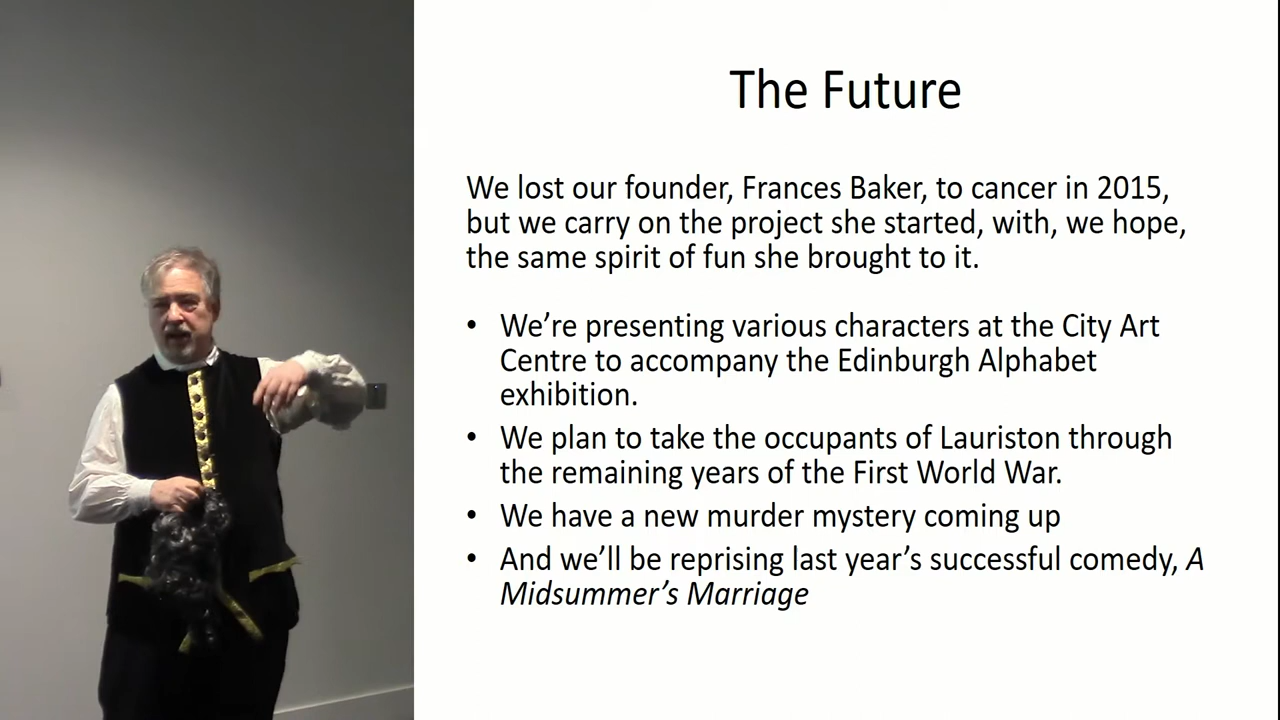 The Future
We lost our founder, Frances Baker, to cancer in 2015,
but we carry on the project she started, with, we hope,
the same spirit of fun she brought to it.
• We’re presenting various characters at the City Art
Centre to accompany the Edinburgh Alphabet
exhibition.
• We plan to take the occupants of Lauriston through
the remaining years of the First World War.
• We have a new murder mystery coming up
• And we’ll be reprising last year’s successful comedy, A
Midsummer’s Marriage